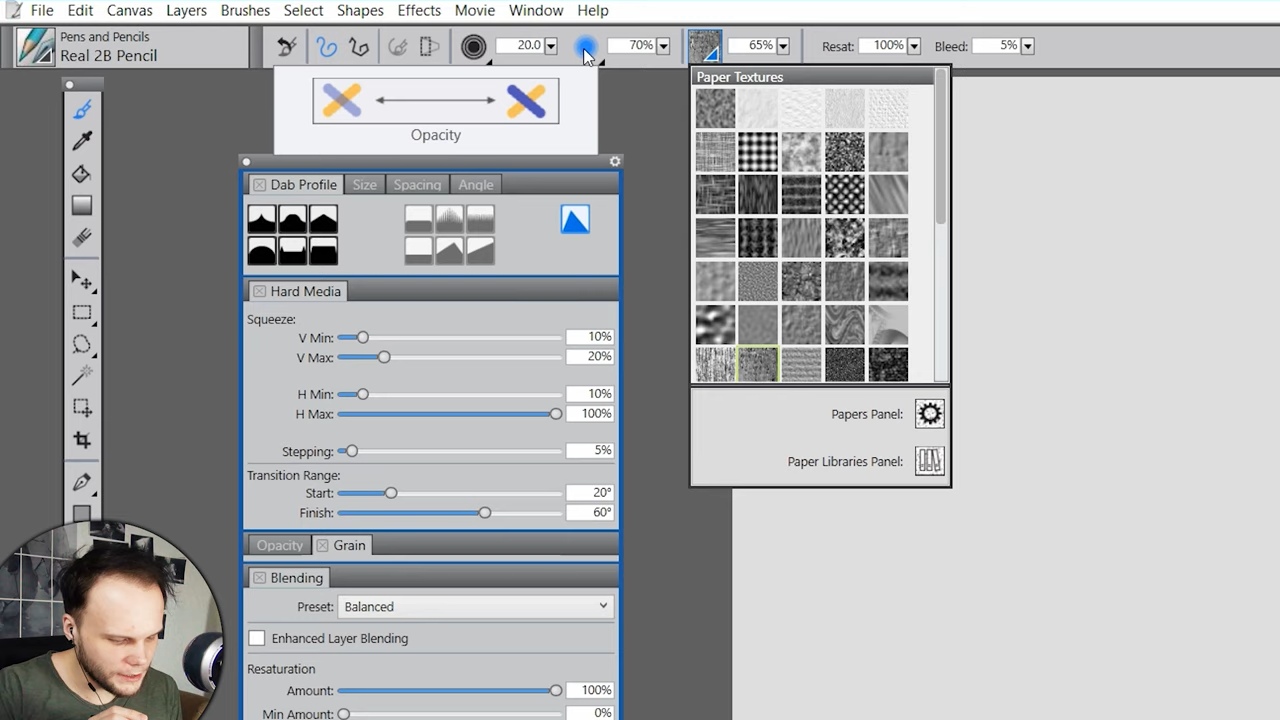 File Edit Canvas Layers Brushes Select Shapes Effects Movie Window Help
Pens and Pencils
Real 2B Pencil
20.0 70% 65% Resat: 100% Bleed: 5%
Opacity
Paper Textures
Papers Panel:
Paper Libraries Panel:
Dab Profile Size Spacing Angle
Hard Media
Squeeze:
V Min: 10%
V Max: 20%
H Min: 10%
H Max: 100%
Stepping: 5%
Transition Range:
Start: 20°
Finish: 60°
Opacity Grain
Blending
Preset: Balanced
Enhanced Layer Blending
Resaturation
Amount: 100%
Min Amount: 0%